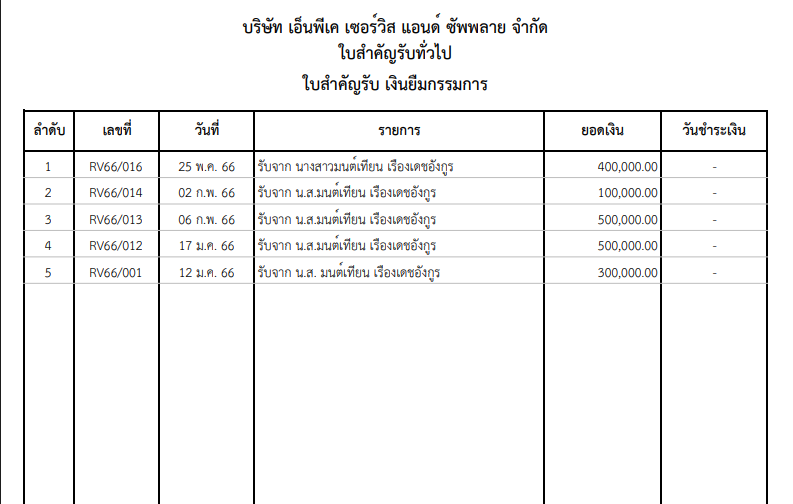 บริษัท เอ็นพีเค เซอร์วิส แอนด์ ซัพพลาย จำกัด
ใบสำคัญรับทั่วไป
ใบสำคัญรับ เงินยืมกรรมการ
ลำดับ เลขที่ วันที่ รายการ ยอดเงิน วันชำระเงิน
1 RV66/016 25 พ.ค. 66 รับจาก นางสาวมนต์เทียน เรืองเดชอังกูร 400,000.00 -
2 RV66/014 02 ก.พ. 66 รับจาก น.ส.มนต์เทียน เรืองเดชอังกูร 100,000.00 -
3 RV66/013 06 ก.พ. 66 รับจาก น.ส.มนต์เทียน เรืองเดชอังกูร 500,000.00 -
4 RV66/012 17 ม.ค. 66 รับจาก น.ส.มนต์เทียน เรืองเดชอังกูร 500,000.00 -
5 RV66/001 12 ม.ค. 66 รับจาก น.ส. มนต์เทียน เรืองเดชอังกูร 300,000.00 -